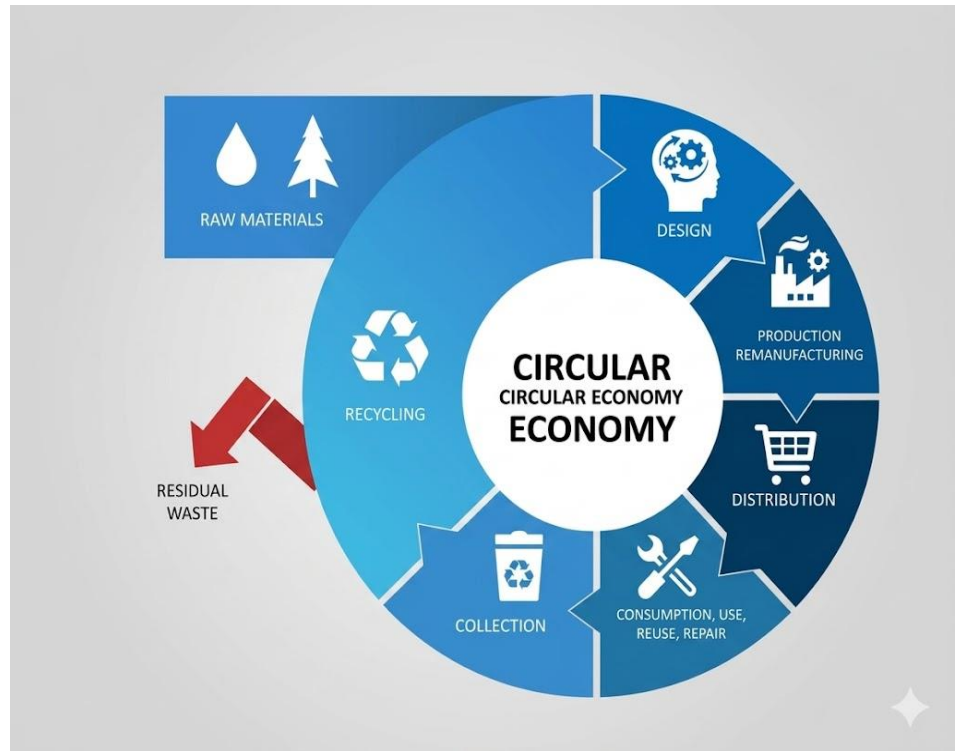 RAW MATERIALS
DESIGN
PRODUCTION
REMANUFACTURING
DISTRIBUTION
CONSUMPTION, USE,
REUSE, REPAIR
COLLECTION
RECYCLING
RESIDUAL
WASTE
CIRCULAR
CIRCULAR ECONOMY
ECONOMY